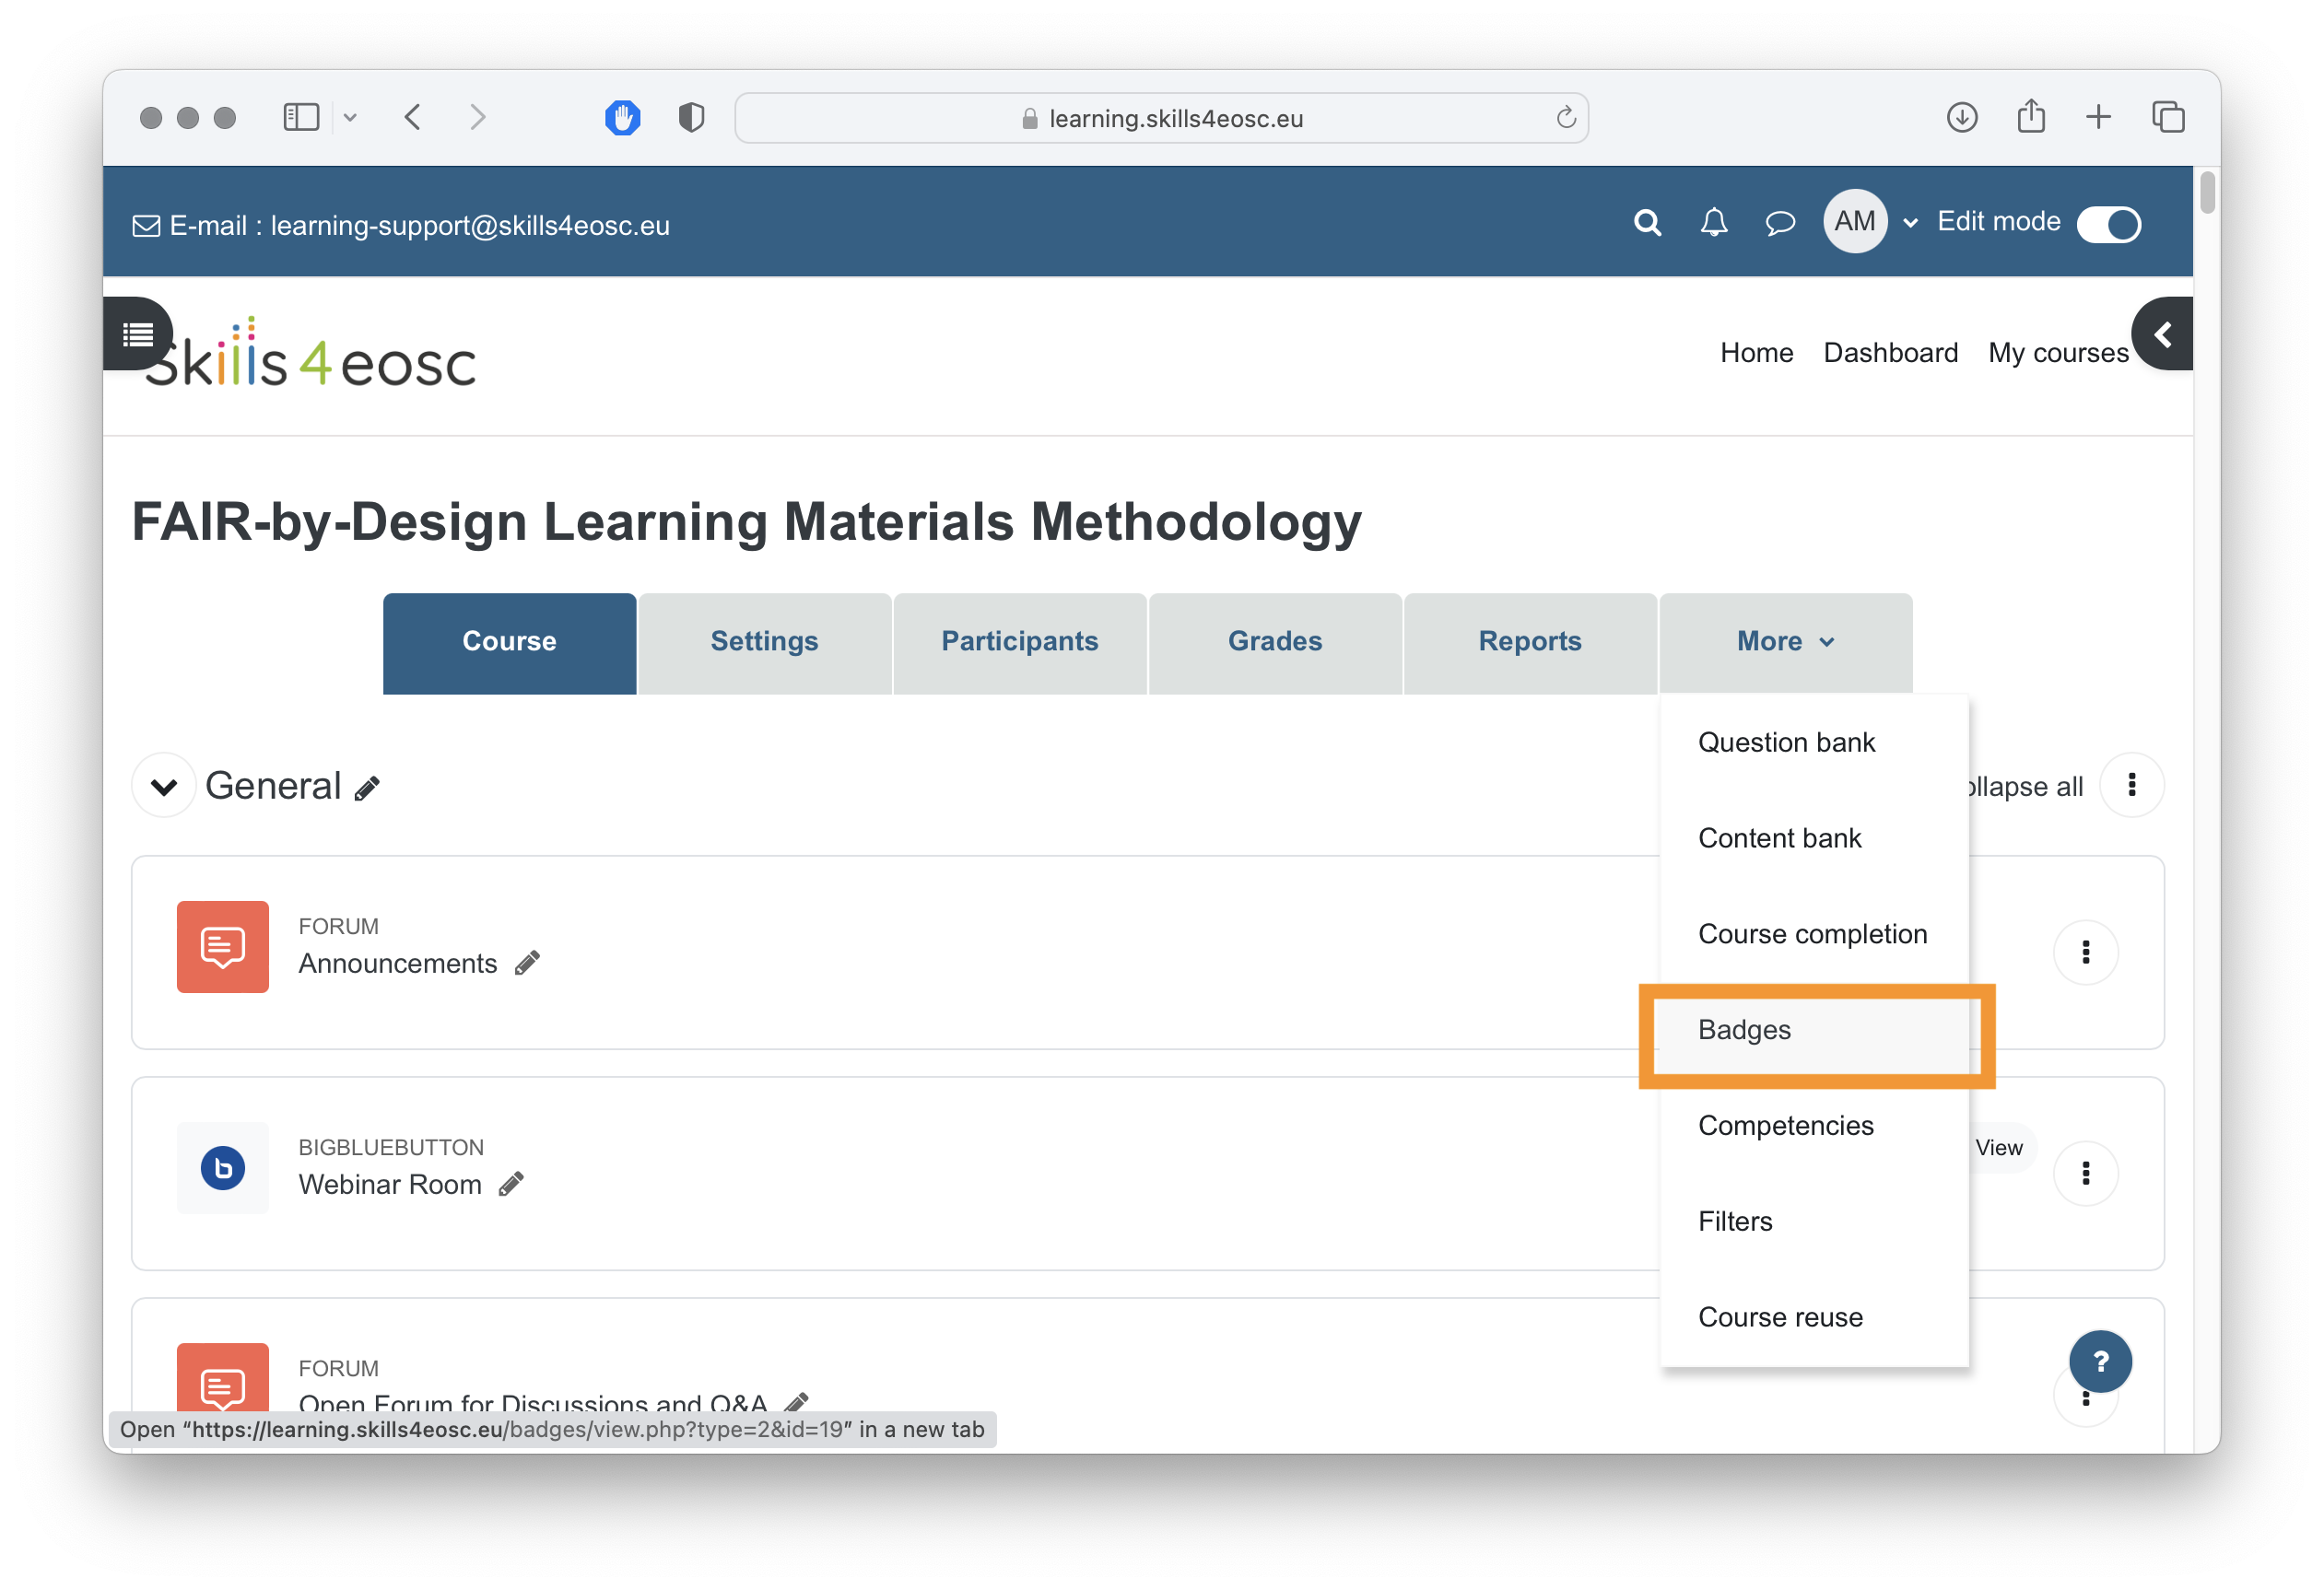 learning.skills4eosc.eu
E-mail : learning-support@skills4eosc.eu
AM
Edit mode
Skills4eosc
Home
Dashboard
My courses
FAIR-by-Design Learning Materials Methodology
Course
Settings
Participants
Grades
Reports
More
Question bank
Content bank
Course completion
Badges
Competencies
Filters
Course reuse
General
ollapse all
FORUM
Announcements
BIGBLUEBUTTON
Webinar Room
View
FORUM
Open Forum for Discussions and Q&A
?
Open “https://learning.skills4eosc.eu/badges/view.php?type=2&id=19” in a new tab